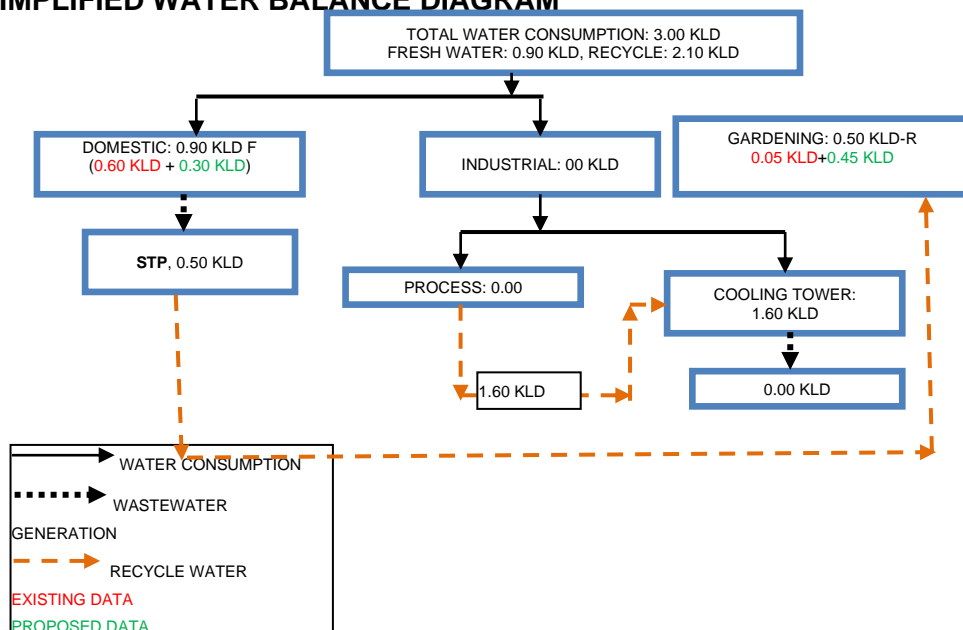 IMPLIFIED WATER BALANCE DIAGRAM
TOTAL WATER CONSUMPTION: 3.00 KLD
FRESH WATER: 0.90 KLD, RECYCLE: 2.10 KLD
DOMESTIC: 0.90 KLD F
(0.60 KLD + 0.30 KLD)
INDUSTRIAL: 00 KLD
GARDENING: 0.50 KLD-R
0.05 KLD+0.45 KLD
STP, 0.50 KLD
PROCESS: 0.00
COOLING TOWER:
1.60 KLD
1.60 KLD
0.00 KLD
WATER CONSUMPTION
WASTEWATER
GENERATION
RECYCLE WATER
EXISTING DATA
PROPOSED DATA